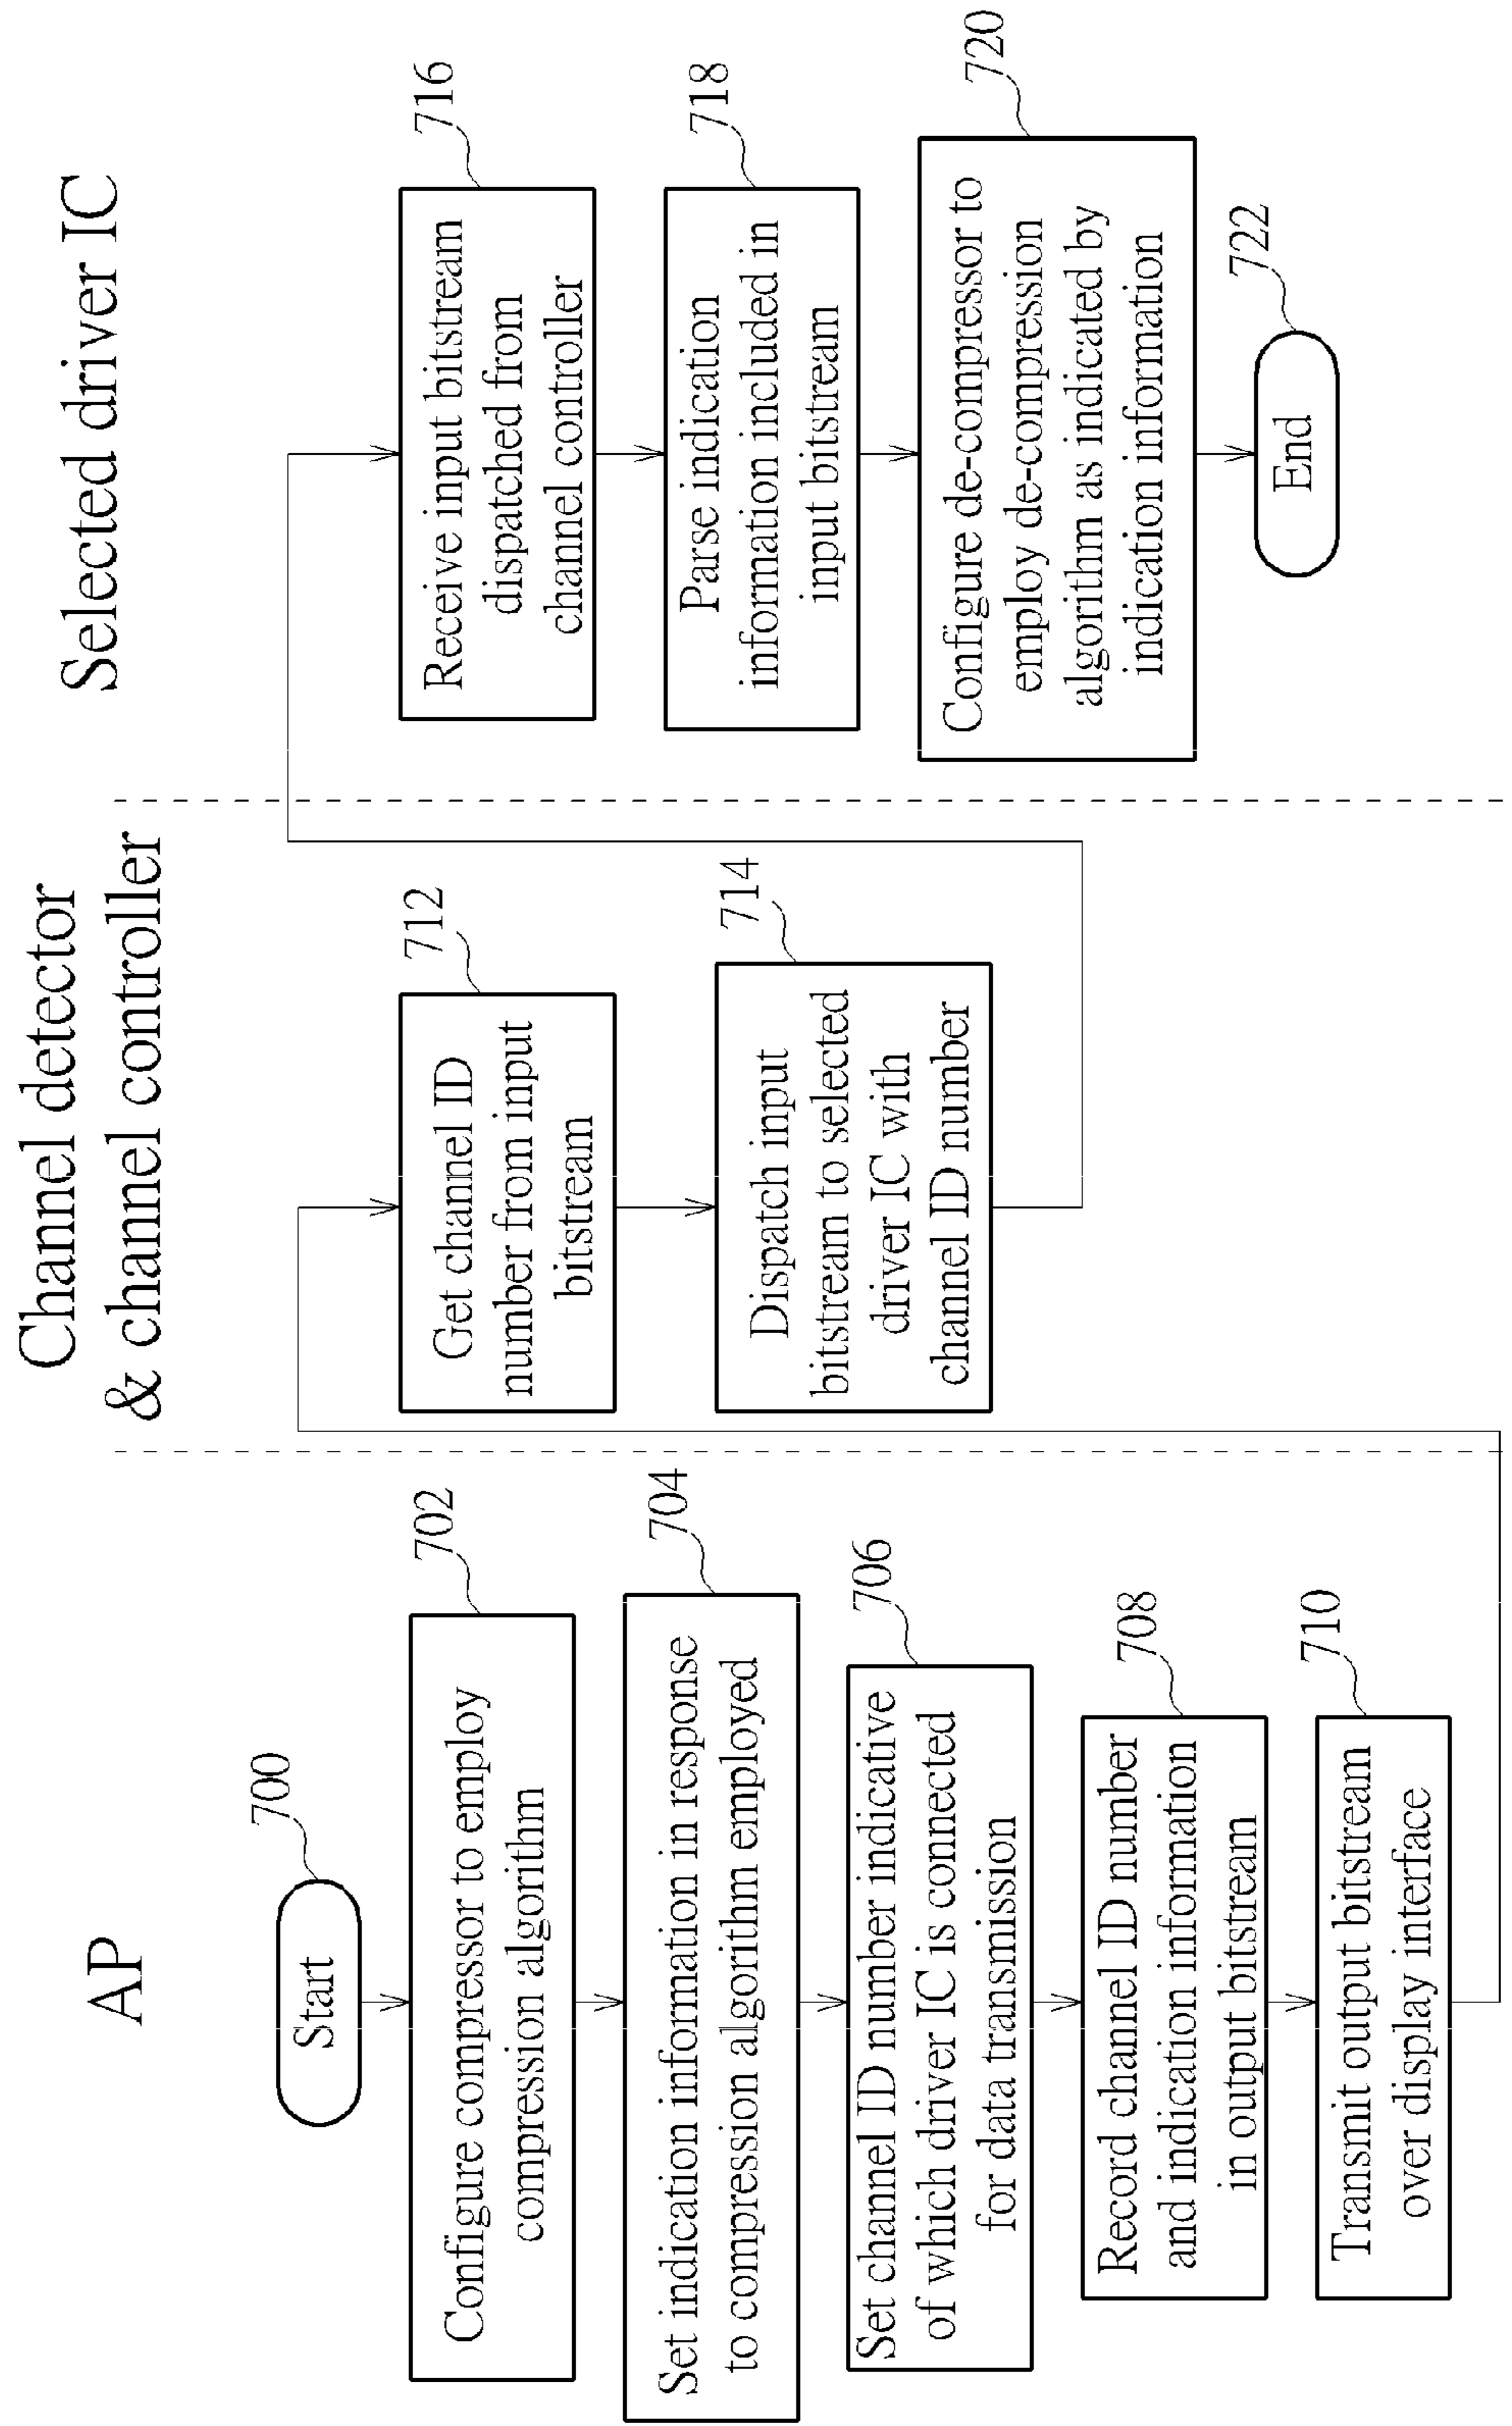 AP
700
Start
702
Configure compressor to employ
compression algorithm
704
Set indication information in response
to compression algorithm employed
706
Set channel ID number indicative
of which driver IC is connected
for data transmission
708
Record channel ID number
and indication information
in output bitstream
710
Transmit output bitstream
over display interface
Channel detector
& channel controller
712
Get channel ID
number from input
bitstream
714
Dispatch input
bitstream to selected
driver IC with
channel ID number
Selected driver IC
716
Receive input bitstream
dispatched from
channel controller
718
Parse indication
information included in
input bitstream
720
Configure de-compressor to
employ de-compression
algorithm as indicated by
indication information
722
End